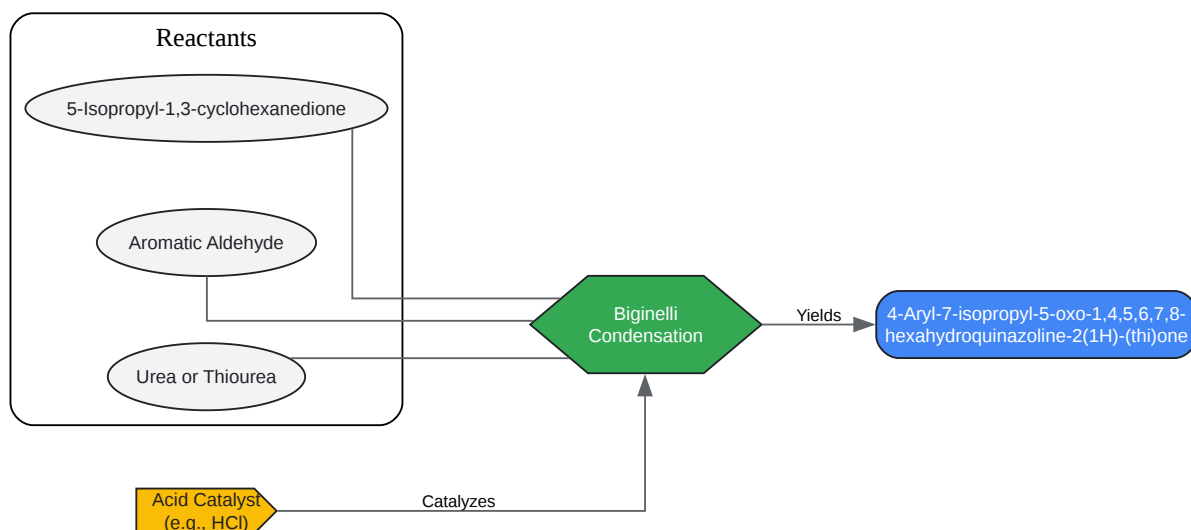 Reactants
5-Isopropyl-1,3-cyclohexanedione
Aromatic Aldehyde
Urea or Thiourea
Acid Catalyst
(e.g., HCl)
Catalyzes
Biginelli
Condensation
Yields
4-Aryl-7-isopropyl-5-oxo-1,4,5,6,7,8-
hexahydroquinazoline-2(1H)-(thi)one